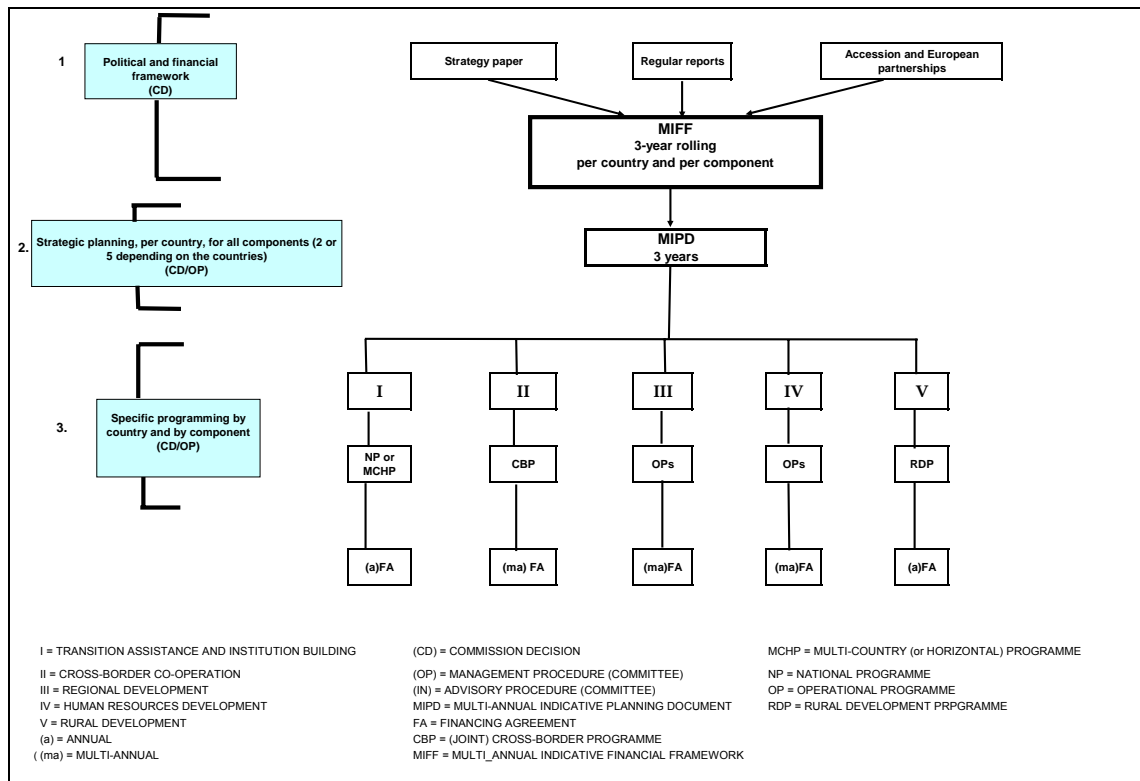 1
Political and financial
framework
(CD)
Strategy paper
Regular reports
Accession and European
partnerships
MIFF
3-year rolling
per country and per component
2.
Strategic planning, per country, for all components (2 or
5 depending on the countries)
(CD/OP)
MIPD
3 years
3.
Specific programming by
country and by component
(CD/OP)
I
II
III
IV
V
NP or
MCHP
CBP
OPs
OPs
RDP
(a)FA
(ma) FA
(ma)FA
(ma)FA
(a)FA
I = TRANSITION ASSISTANCE AND INSTITUTION BUILDING
II = CROSS-BORDER CO-OPERATION
III = REGIONAL DEVELOPMENT
IV = HUMAN RESOURCES DEVELOPMENT
V = RURAL DEVELOPMENT
(a) = ANNUAL
( (ma) = MULTI-ANNUAL
(CD) = COMMISSION DECISION
(OP) = MANAGEMENT PROCEDURE (COMMITTEE)
(IN) = ADVISORY PROCEDURE (COMMITTEE)
MIPD = MULTI-ANNUAL INDICATIVE PLANNING DOCUMENT
FA = FINANCING AGREEMENT
CBP = (JOINT) CROSS-BORDER PROGRAMME
MIFF = MULTI_ANNUAL INDICATIVE FINANCIAL FRAMEWORK
MCHP = MULTI-COUNTRY (or HORIZONTAL) PROGRAMME
NP = NATIONAL PROGRAMME
OP = OPERATIONAL PROGRAMME
RDP = RURAL DEVELOPMENT PRPGRAMME